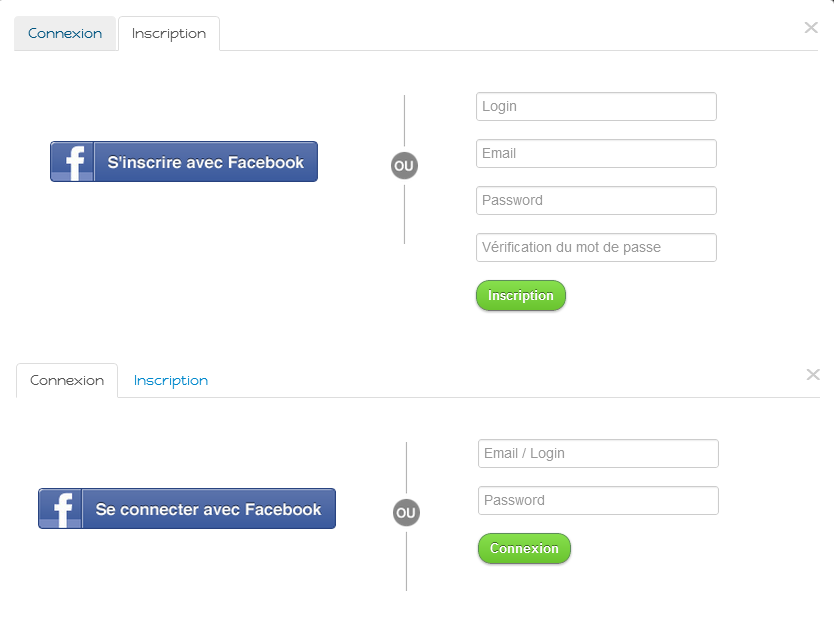 Connexion Inscription ×
S'inscrire avec Facebook
OU
Login
Email
Password
Vérification du mot de passe
Inscription
Connexion Inscription ×
Se connecter avec Facebook
OU
Email / Login
Password
Connexion